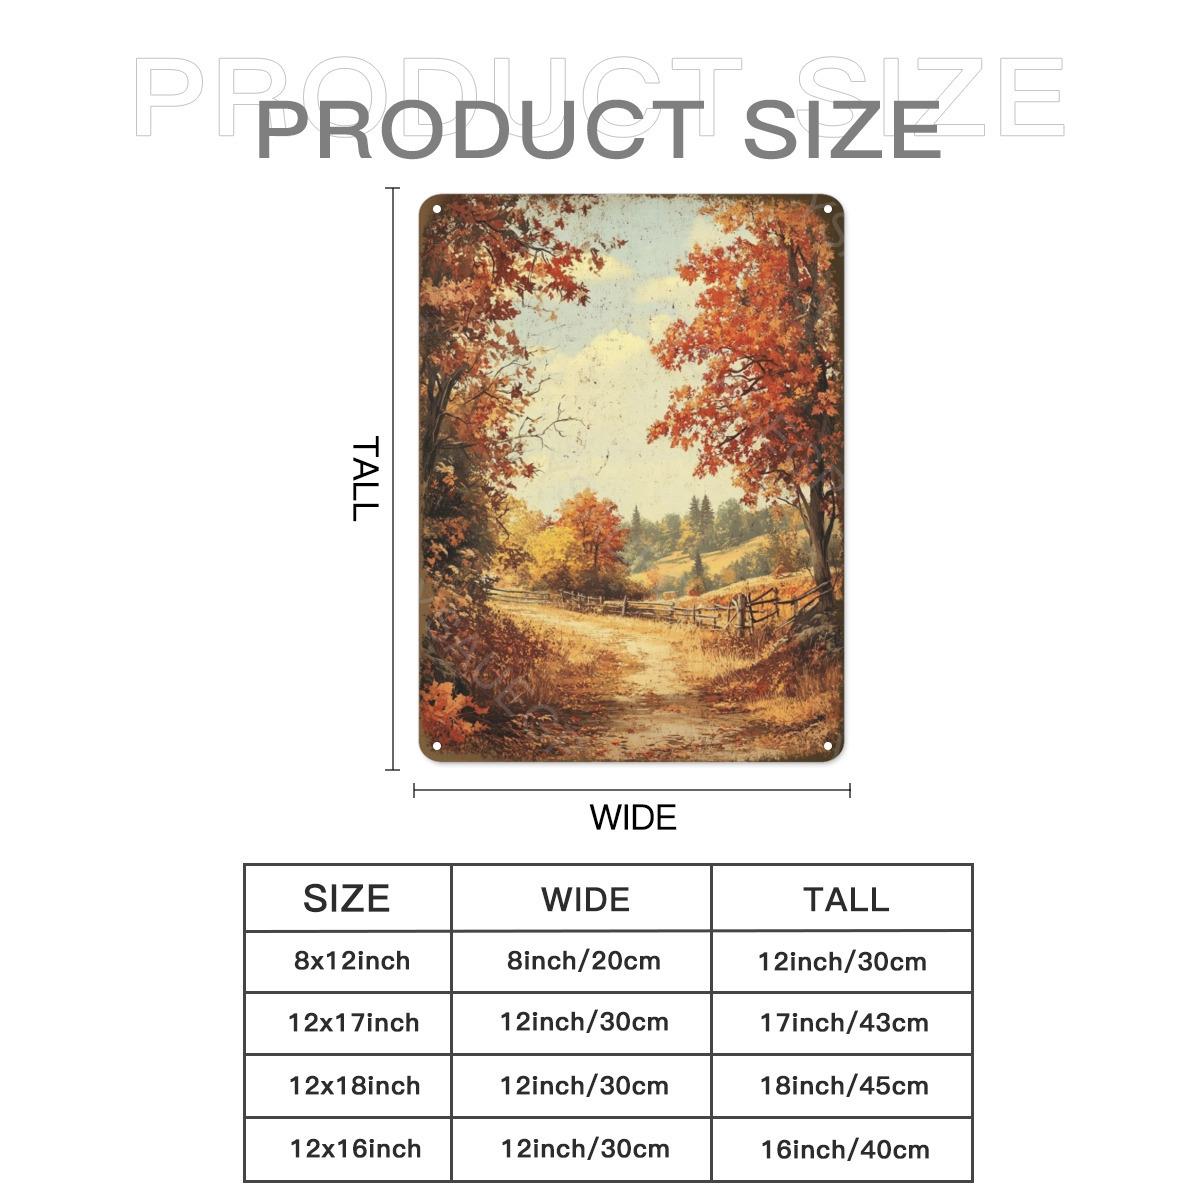 PRODUCT SIZE
PRODUCT SIZE
TALL
WIDE
SIZE WIDE TALL
8x12inch 8inch/20cm 12inch/30cm
12x17inch 12inch/30cm 17inch/43cm
12x18inch 12inch/30cm 18inch/45cm
12x16inch 12inch/30cm 16inch/40cm